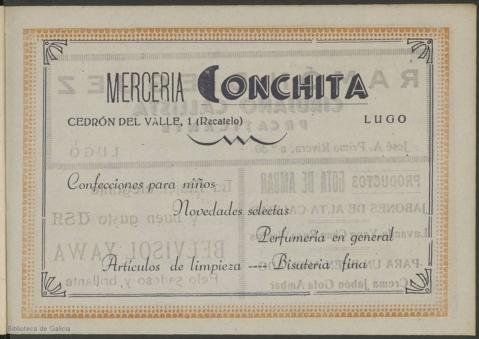 MERCERIA CONCHITA
CEDRÓN DEL VALLE, 1 (Recatelo) LUGO
Confecciones para niños
Novedades selectas
Perfumería en general
Artículos de limpieza ---- Bisutería fina
Biblioteca de Galicia